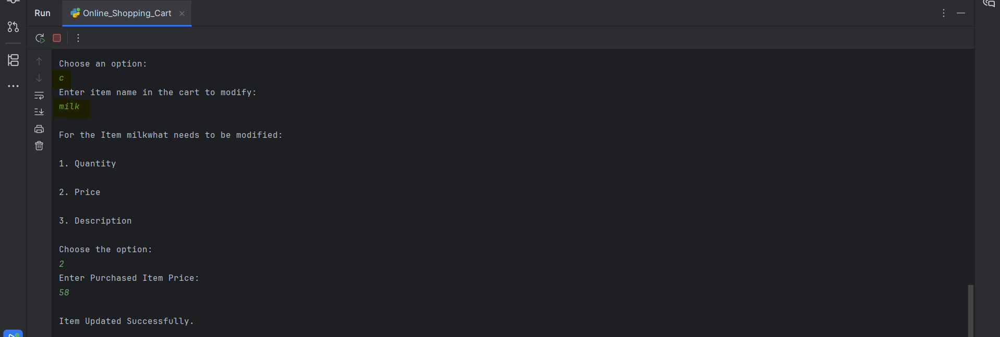 Run Online_Shopping_Cart
Choose an option:
c
Enter item name in the cart to modify:
milk
For the Item milkwhat needs to be modified:
1. Quantity
2. Price
3. Description
Choose the option:
2
Enter Purchased Item Price:
58
Item Updated Successfully.